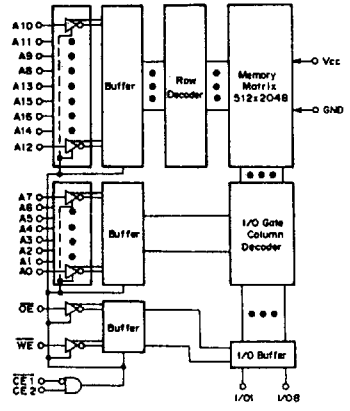 A10
A11
A9
A8
A13
A15
A16
A14
A12
Buffer
Row
Decoder
Memory
Matrix
512x2048
Vcc
GND
A7
A6
A5
A4
A3
A2
A1
A0
Buffer
I/O Gate
Column
Decoder
OE
WE
Buffer
I/O Buffer
CE1
CE2
I/O1
I/O8